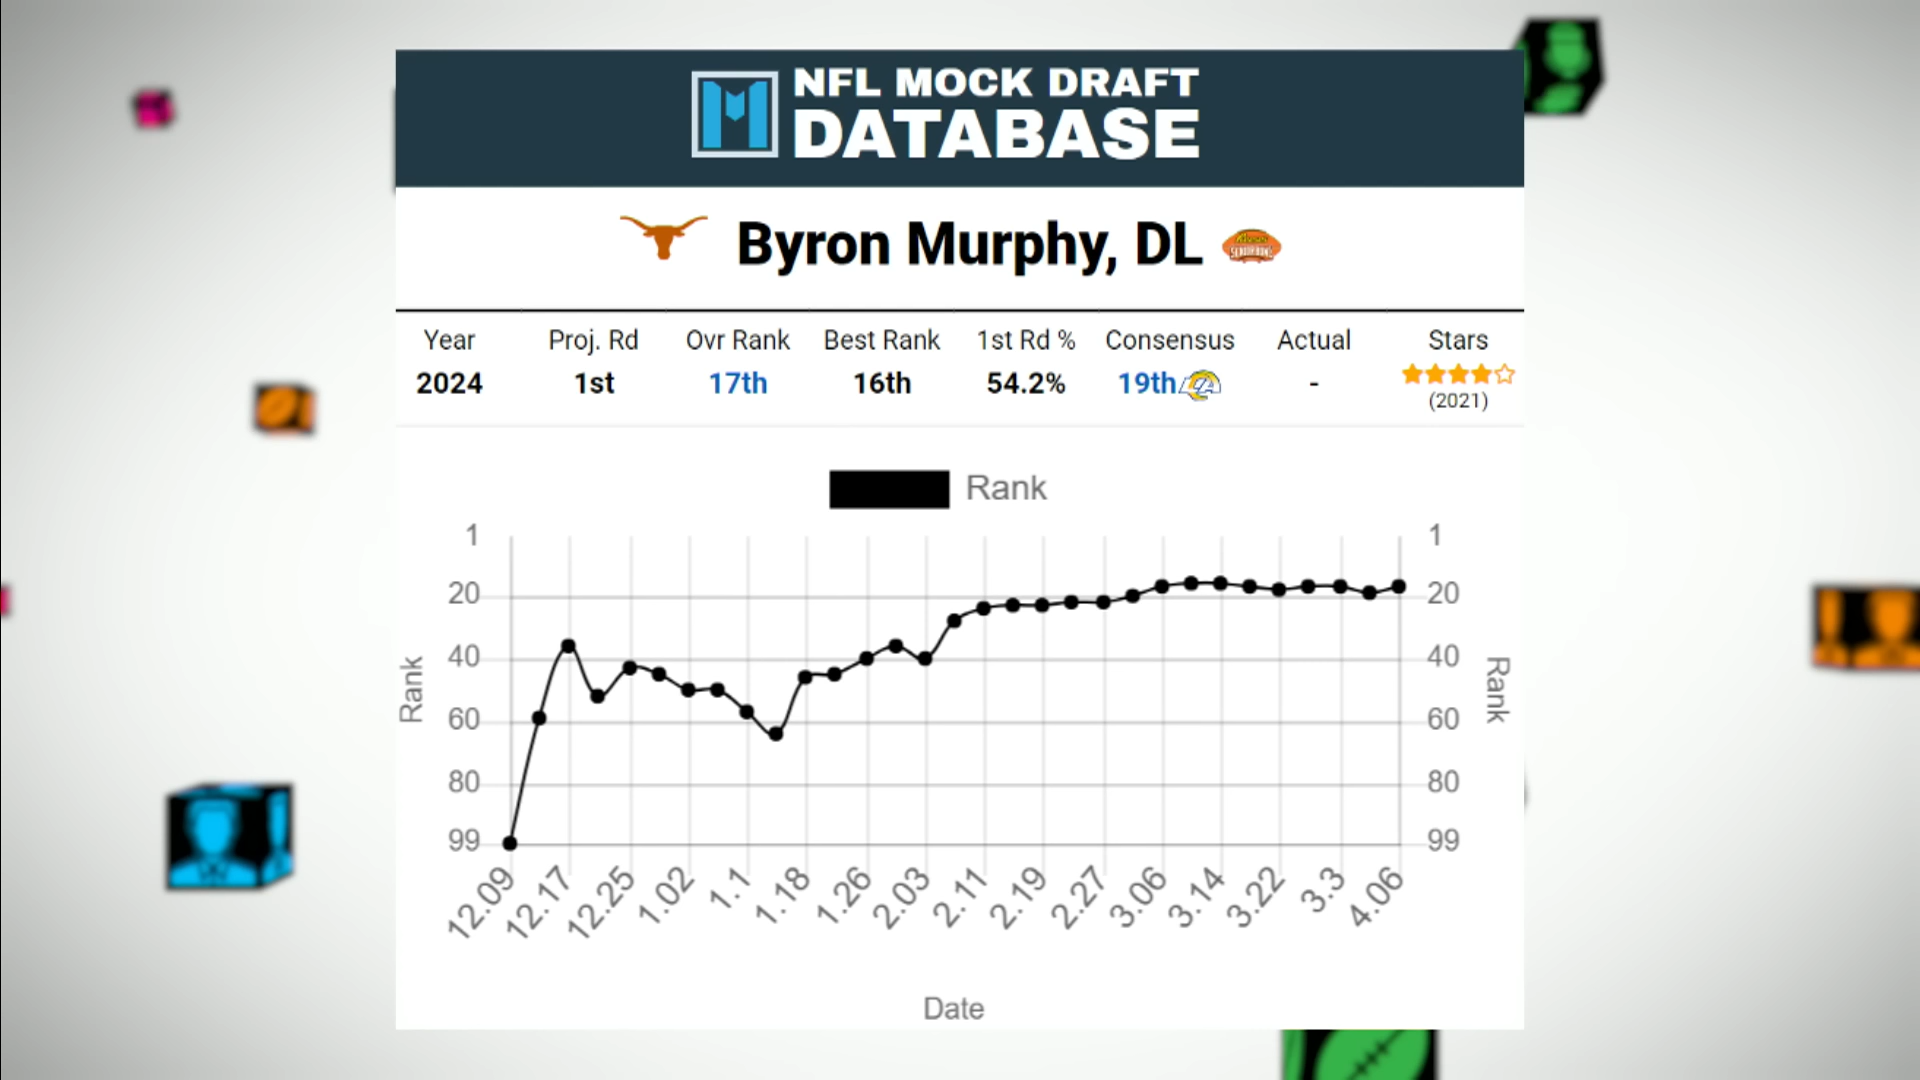 NFL MOCK DRAFT
DATABASE
Byron Murphy, DL
Year Proj. Rd Ovr Rank Best Rank 1st Rd % Consensus Actual Stars
2024 1st 17th 16th 54.2% 19th -
(2021)
Rank
1 1
20 20
40 40
60 60
80 80
99 99
Rank
Rank
12.09 12.17 12.25 1.02 1.1 1.18 1.26 2.03 2.11 2.19 2.27 3.06 3.14 3.22 3.3 4.06
Date